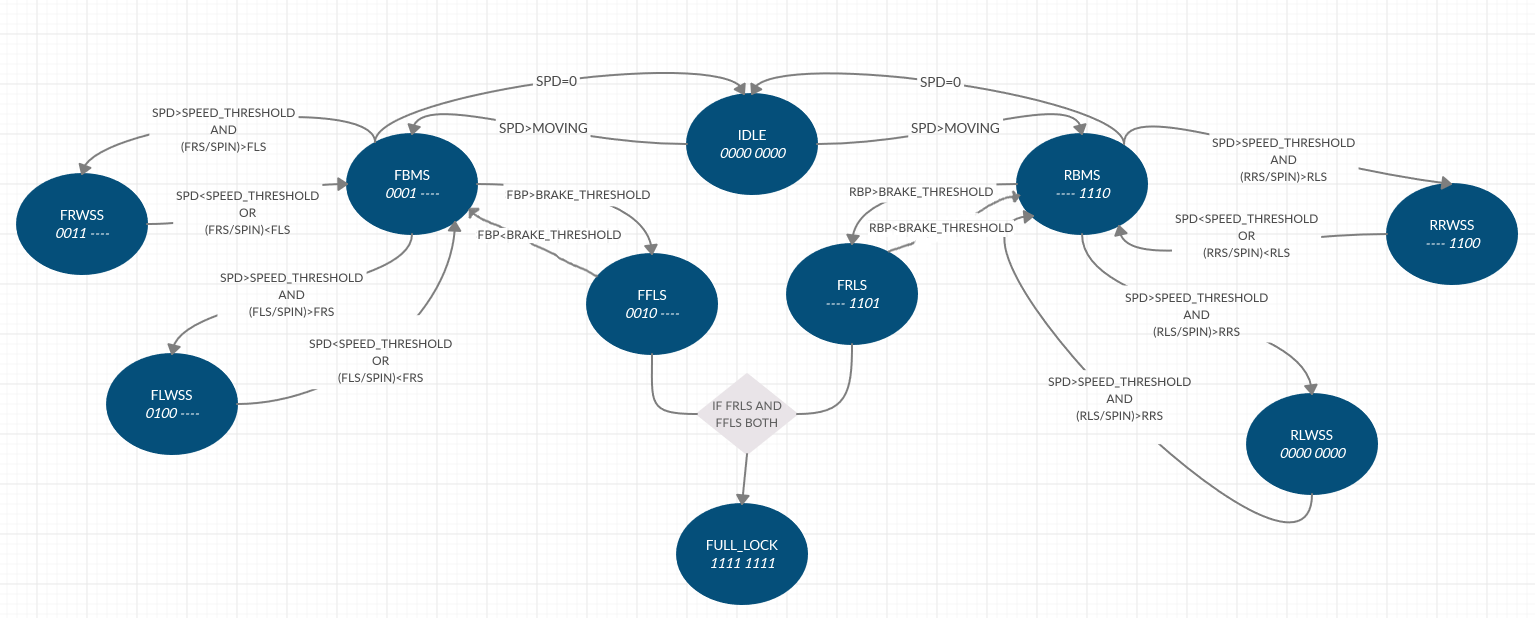 SPD=0
SPD=0
SPD>SPEED_THRESHOLD
AND
(FRS/SPIN)>FLS
SPD>MOVING
SPD>MOVING
IDLE
0000 0000
SPD>SPEED_THRESHOLD
AND
(RRS/SPIN)>RLS
FBMS
0001 ----
RBMS
---- 1110
SPD<SPEED_THRESHOLD
OR
(FRS/SPIN)<FLS
FBP>BRAKE_THRESHOLD
RBP>BRAKE_THRESHOLD
FRWSS
0011 ----
SPD<SPEED_THRESHOLD
OR
(RRS/SPIN)<RLS
RRWSS
---- 1100
FBP<BRAKE_THRESHOLD
RBP<BRAKE_THRESHOLD
SPD>SPEED_THRESHOLD
AND
(FLS/SPIN)>FRS
FFLS
0010 ----
FRLS
---- 1101
SPD>SPEED_THRESHOLD
AND
(RLS/SPIN)>RRS
SPD<SPEED_THRESHOLD
OR
(FLS/SPIN)<FRS
SPD>SPEED_THRESHOLD
AND
(RLS/SPIN)>RRS
FLWSS
0100 ----
IF FRLS AND
FFLS BOTH
RLWSS
0000 0000
FULL_LOCK
1111 1111